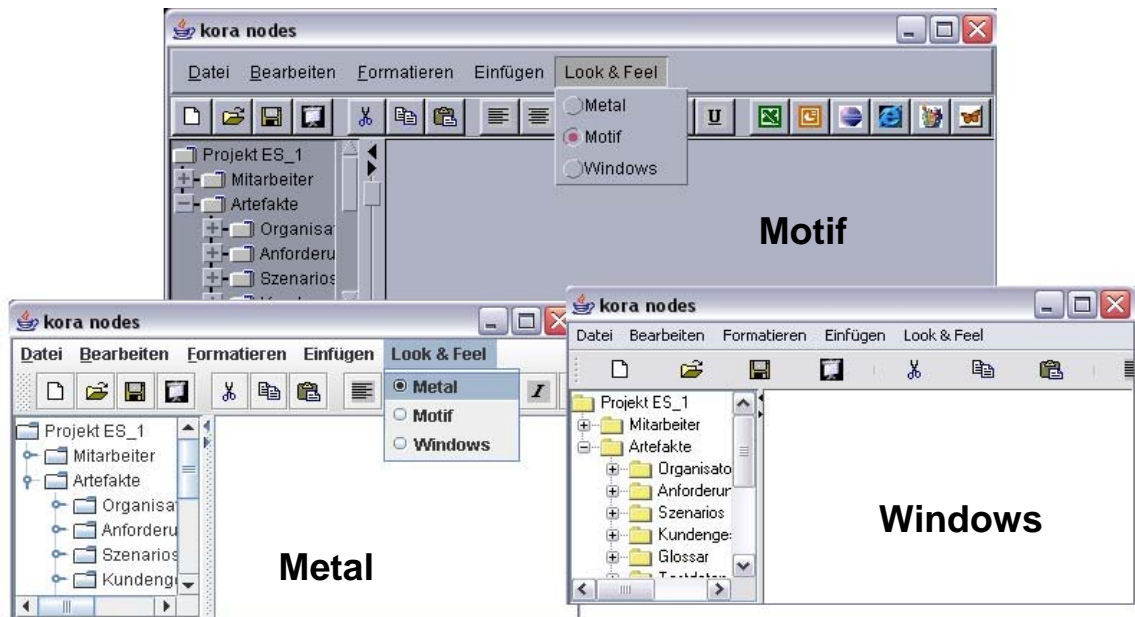 kora nodes
Datei Bearbeiten Formatieren Einfügen Look & Feel
Metal
Motif
Windows
U
Projekt ES_1
Mitarbeiter
Artefakte
Organisa
Anforderu
Szenarios
Motif
kora nodes
Datei Bearbeiten Formatieren Einfügen Look & Feel
Metal
Motif
Windows
I
Projekt ES_1
Mitarbeiter
Artefakte
Organisa
Anforderu
Szenarios
Kundeng
Metal
kora nodes
Datei Bearbeiten Formatieren Einfügen Look & Feel
Projekt ES_1
Mitarbeiter
Artefakte
Organisato
Anforderur
Szenarios
Kundenge
Glossar
Windows